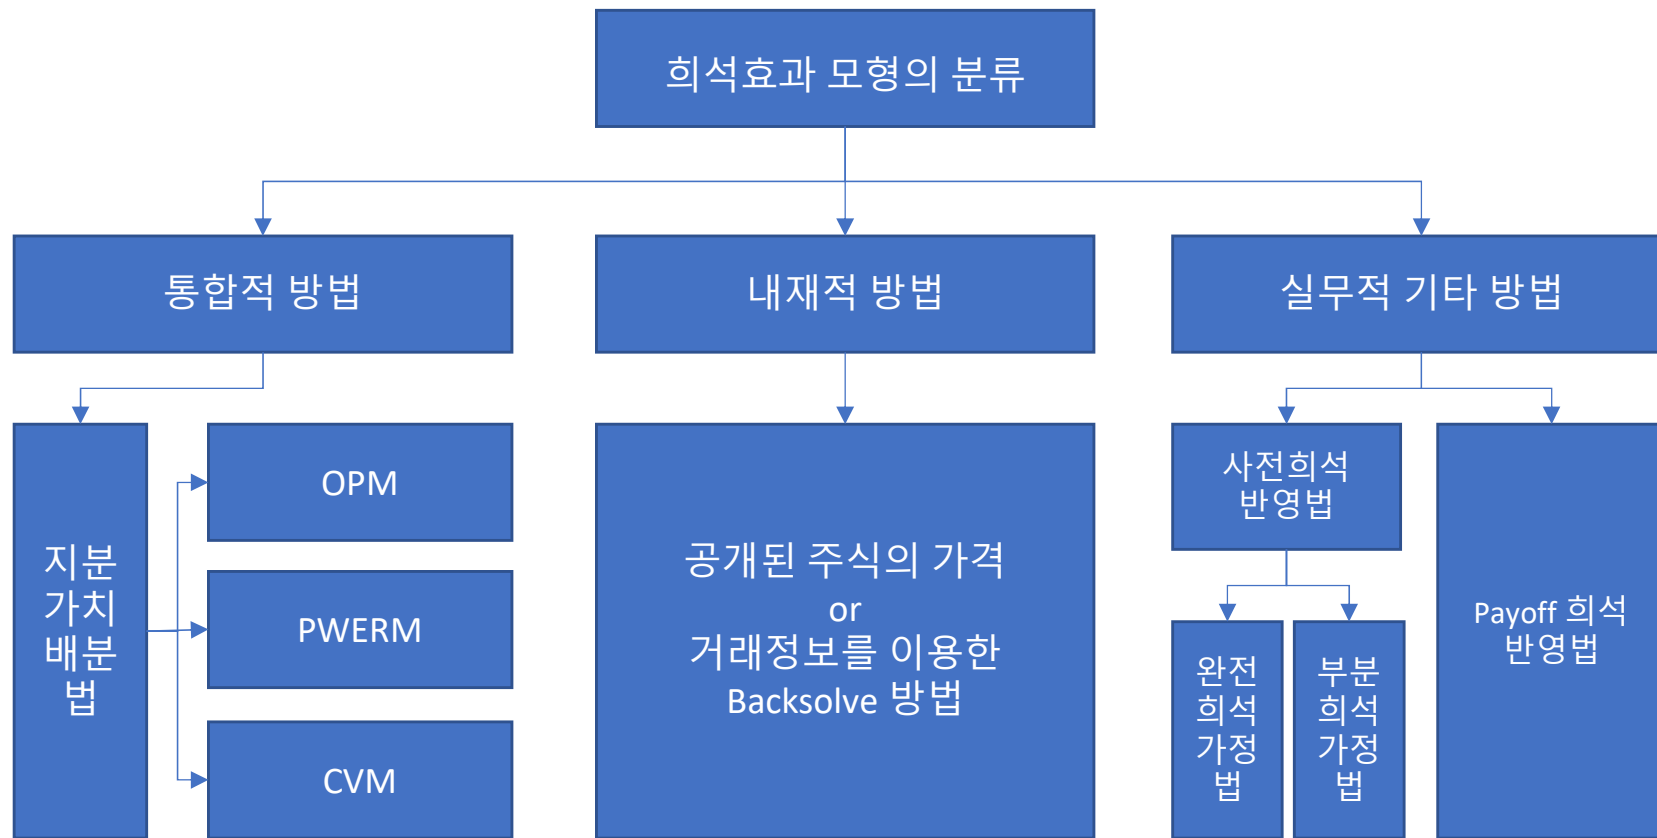 희석효과 모형의 분류
통합적 방법
내재적 방법
실무적 기타 방법
지분
가치
배분
법
OPM
PWERM
CVM
공개된 주식의 가격
or
거래정보를 이용한
Backsolve 방법
사전희석
반영법
완전
희석
가정
법
부분
희석
가정
법
Payoff 희석
반영법